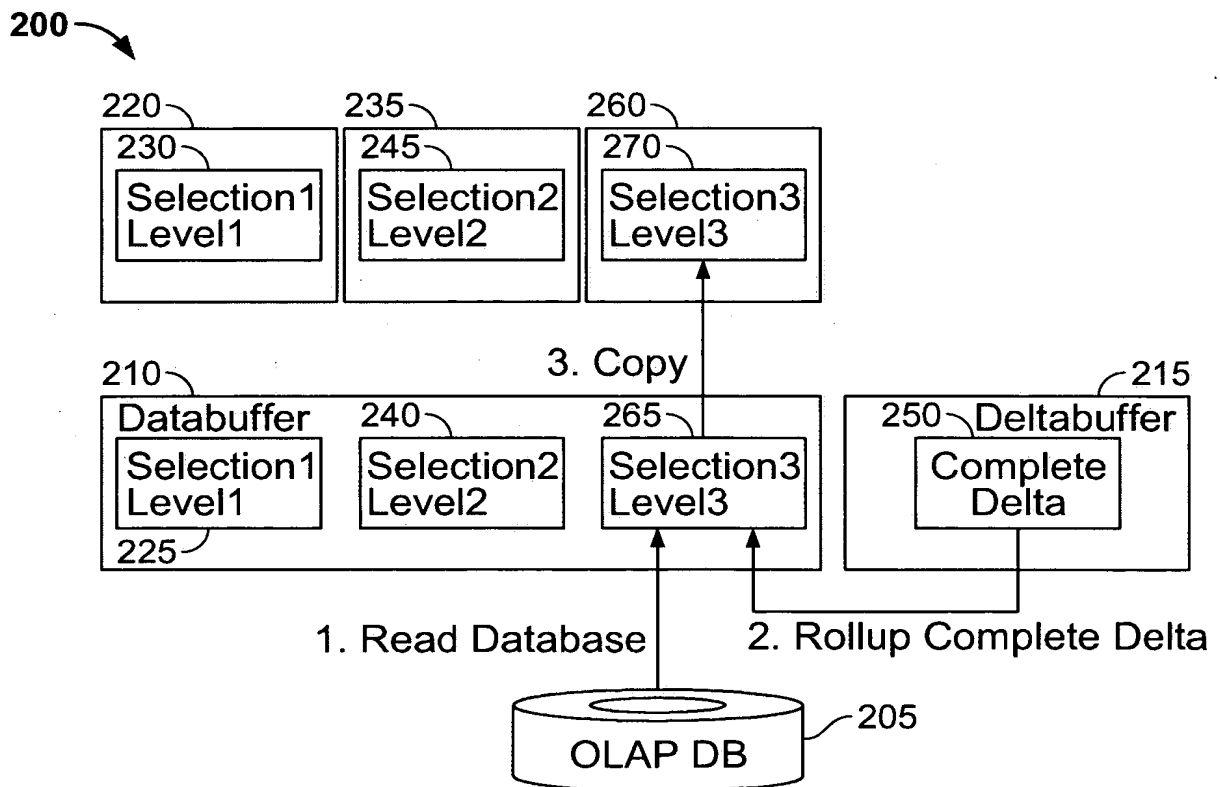 200
220
235
260
230
245
270
Selection1
Level1
Selection2
Level2
Selection3
Level3
3. Copy
210
215
Databuffer
240
265
250
Deltabuffer
Selection1
Level1
Selection2
Level2
Selection3
Level3
Complete
Delta
225
1. Read Database
2. Rollup Complete Delta
205
OLAP DB